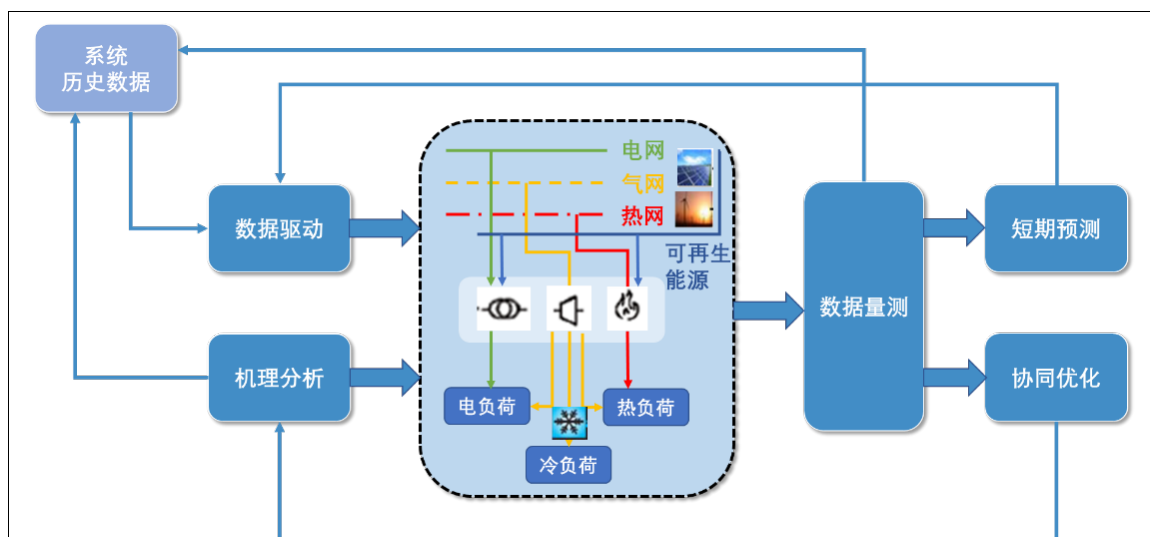 系统
历史数据
电网
气网
热网
数据驱动
短期预测
可再生
能源
数据量测
机理分析
协同优化
电负荷
热负荷
冷负荷